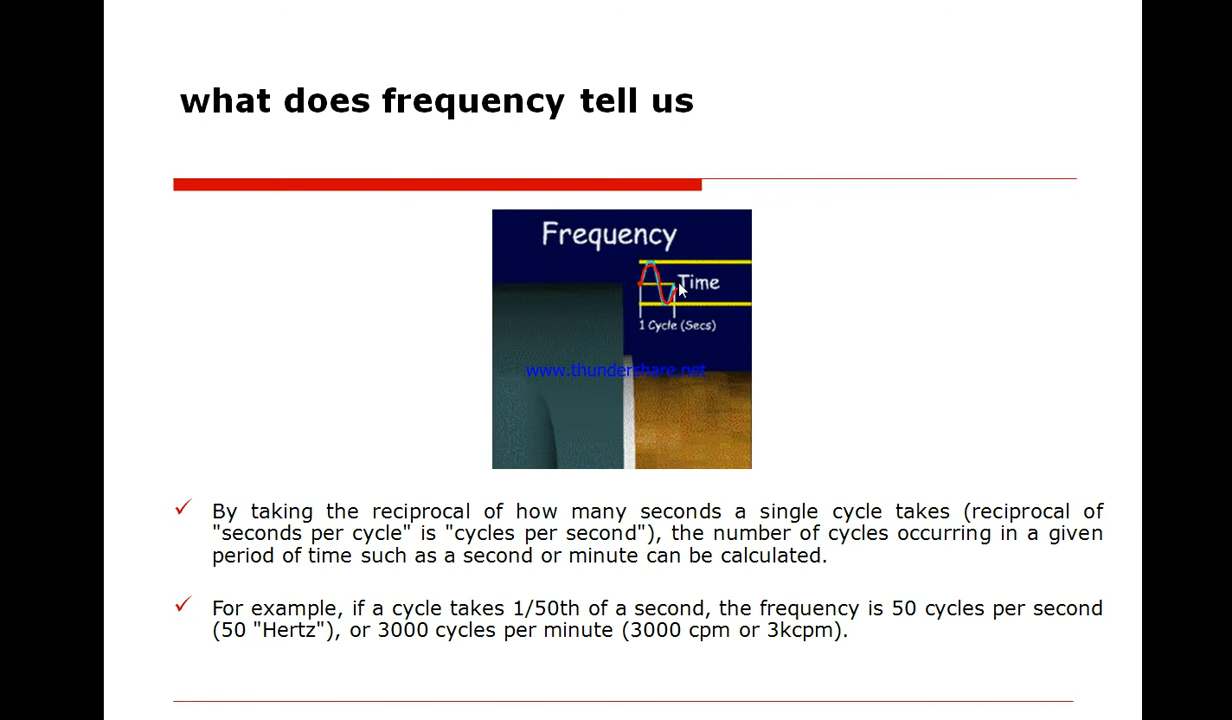 what does frequency tell us
Frequency
Time
1 Cycle (Secs)
www.thundershare.net
By taking the reciprocal of how many seconds a single cycle takes (reciprocal of
"seconds per cycle" is "cycles per second"), the number of cycles occurring in a given
period of time such as a second or minute can be calculated.
For example, if a cycle takes 1/50th of a second, the frequency is 50 cycles per second
(50 "Hertz"), or 3000 cycles per minute (3000 cpm or 3kcpm).